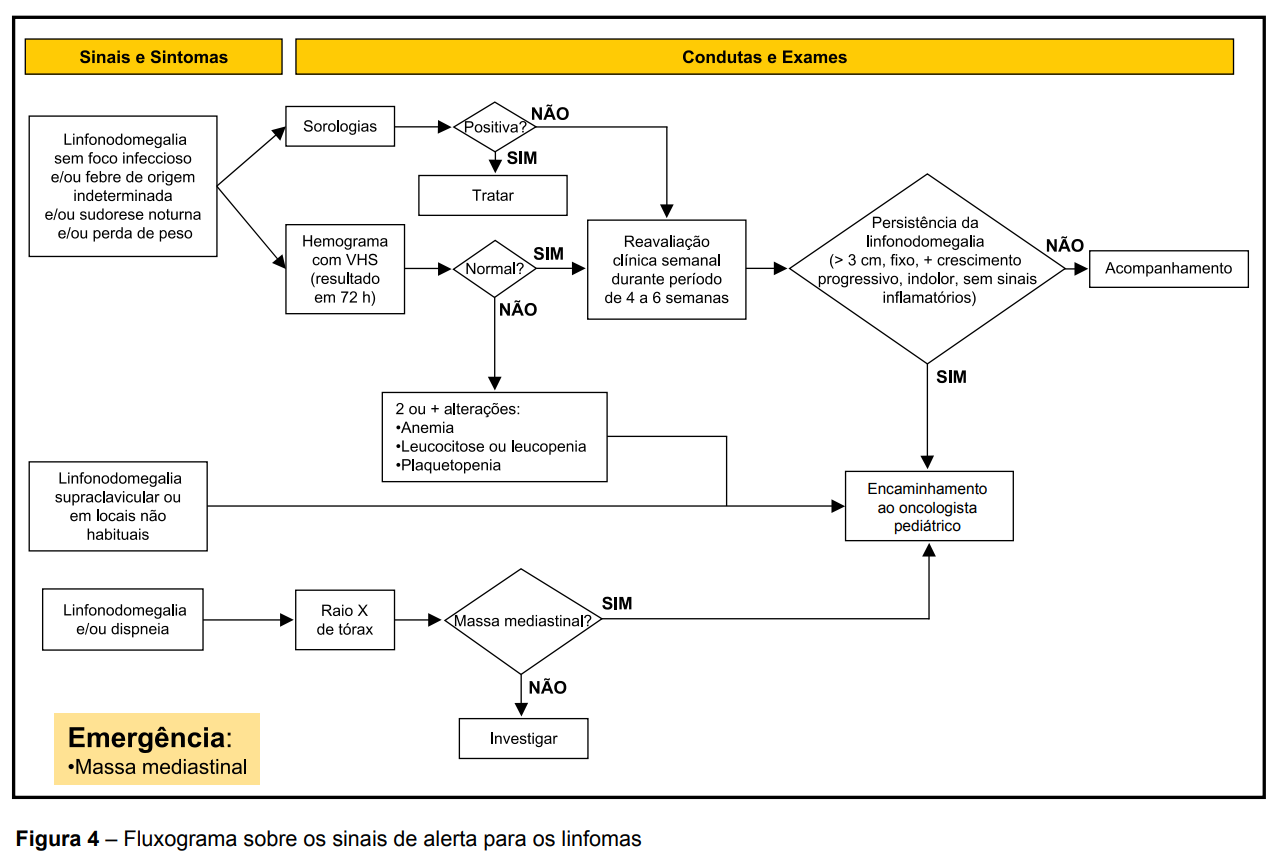 Sinais e Sintomas
Condutas e Exames
Linfonodomegalia
sem foco infeccioso
e/ou febre de origem
indeterminada
e/ou sudorese noturna
e/ou perda de peso
Sorologias
Positiva?
NÃO
SIM
Tratar
Hemograma
com VHS
(resultado
em 72 h)
Normal?
SIM
NÃO
Reavaliação
clínica semanal
durante período
de 4 a 6 semanas
Persistência da
linfonodomegalia
(> 3 cm, fixo, + crescimento
progressivo, indolor, sem sinais
inflamatórios)
NÃO
Acompanhamento
SIM
2 ou + alterações:
•Anemia
•Leucocitose ou leucopenia
•Plaquetopenia
Linfonodomegalia
supraclavicular ou
em locais não
habituais
Encaminhamento
ao oncologista
pediátrico
Linfonodomegalia
e/ou dispneia
Raio X
de tórax
Massa mediastinal?
SIM
NÃO
Investigar
Emergência:
•Massa mediastinal
Figura 4 – Fluxograma sobre os sinais de alerta para os linfomas